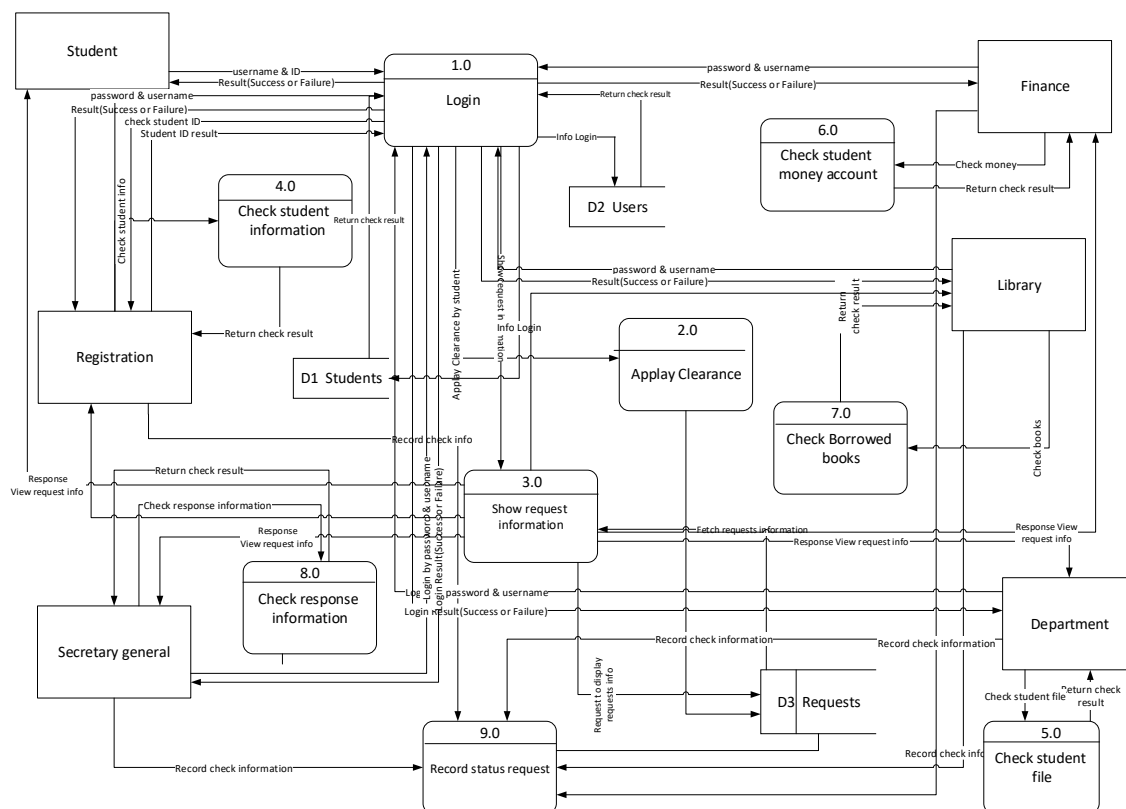 Student
1.0
Login
Finance
username & ID
Result(Success or Failure)
password & username
Result(Success or Failure)
check student ID
Student ID result
password & username
Result(Success or Failure)
Return check result
Info Login
6.0
Check student
money account
Check money
Return check result
D2 Users
4.0
Check student
information
Check student info
Return check result
Return check result
Registration
D1 Students
Applay Clearance by student
Info Login
password & username
Result(Success or Failure)
Library
Return
check result
2.0
Applay Clearance
7.0
Check Borrowed
books
Check books
Record check info
Response
View request info
Return check result
Check response information
Response
View request info
3.0
Show request
information
Fetch requests information
Response View request info
Response View
request info
Login by password & username
Login Result(Success or Failure)
8.0
Check response
information
password & username
Login Result(Success or Failure)
Department
Secretary general
Record check information
Record check information
Request to display
requests info
D3 Requests
Check student file
Return check
result
5.0
Check student
file
9.0
Record status request
Record check information
Record check